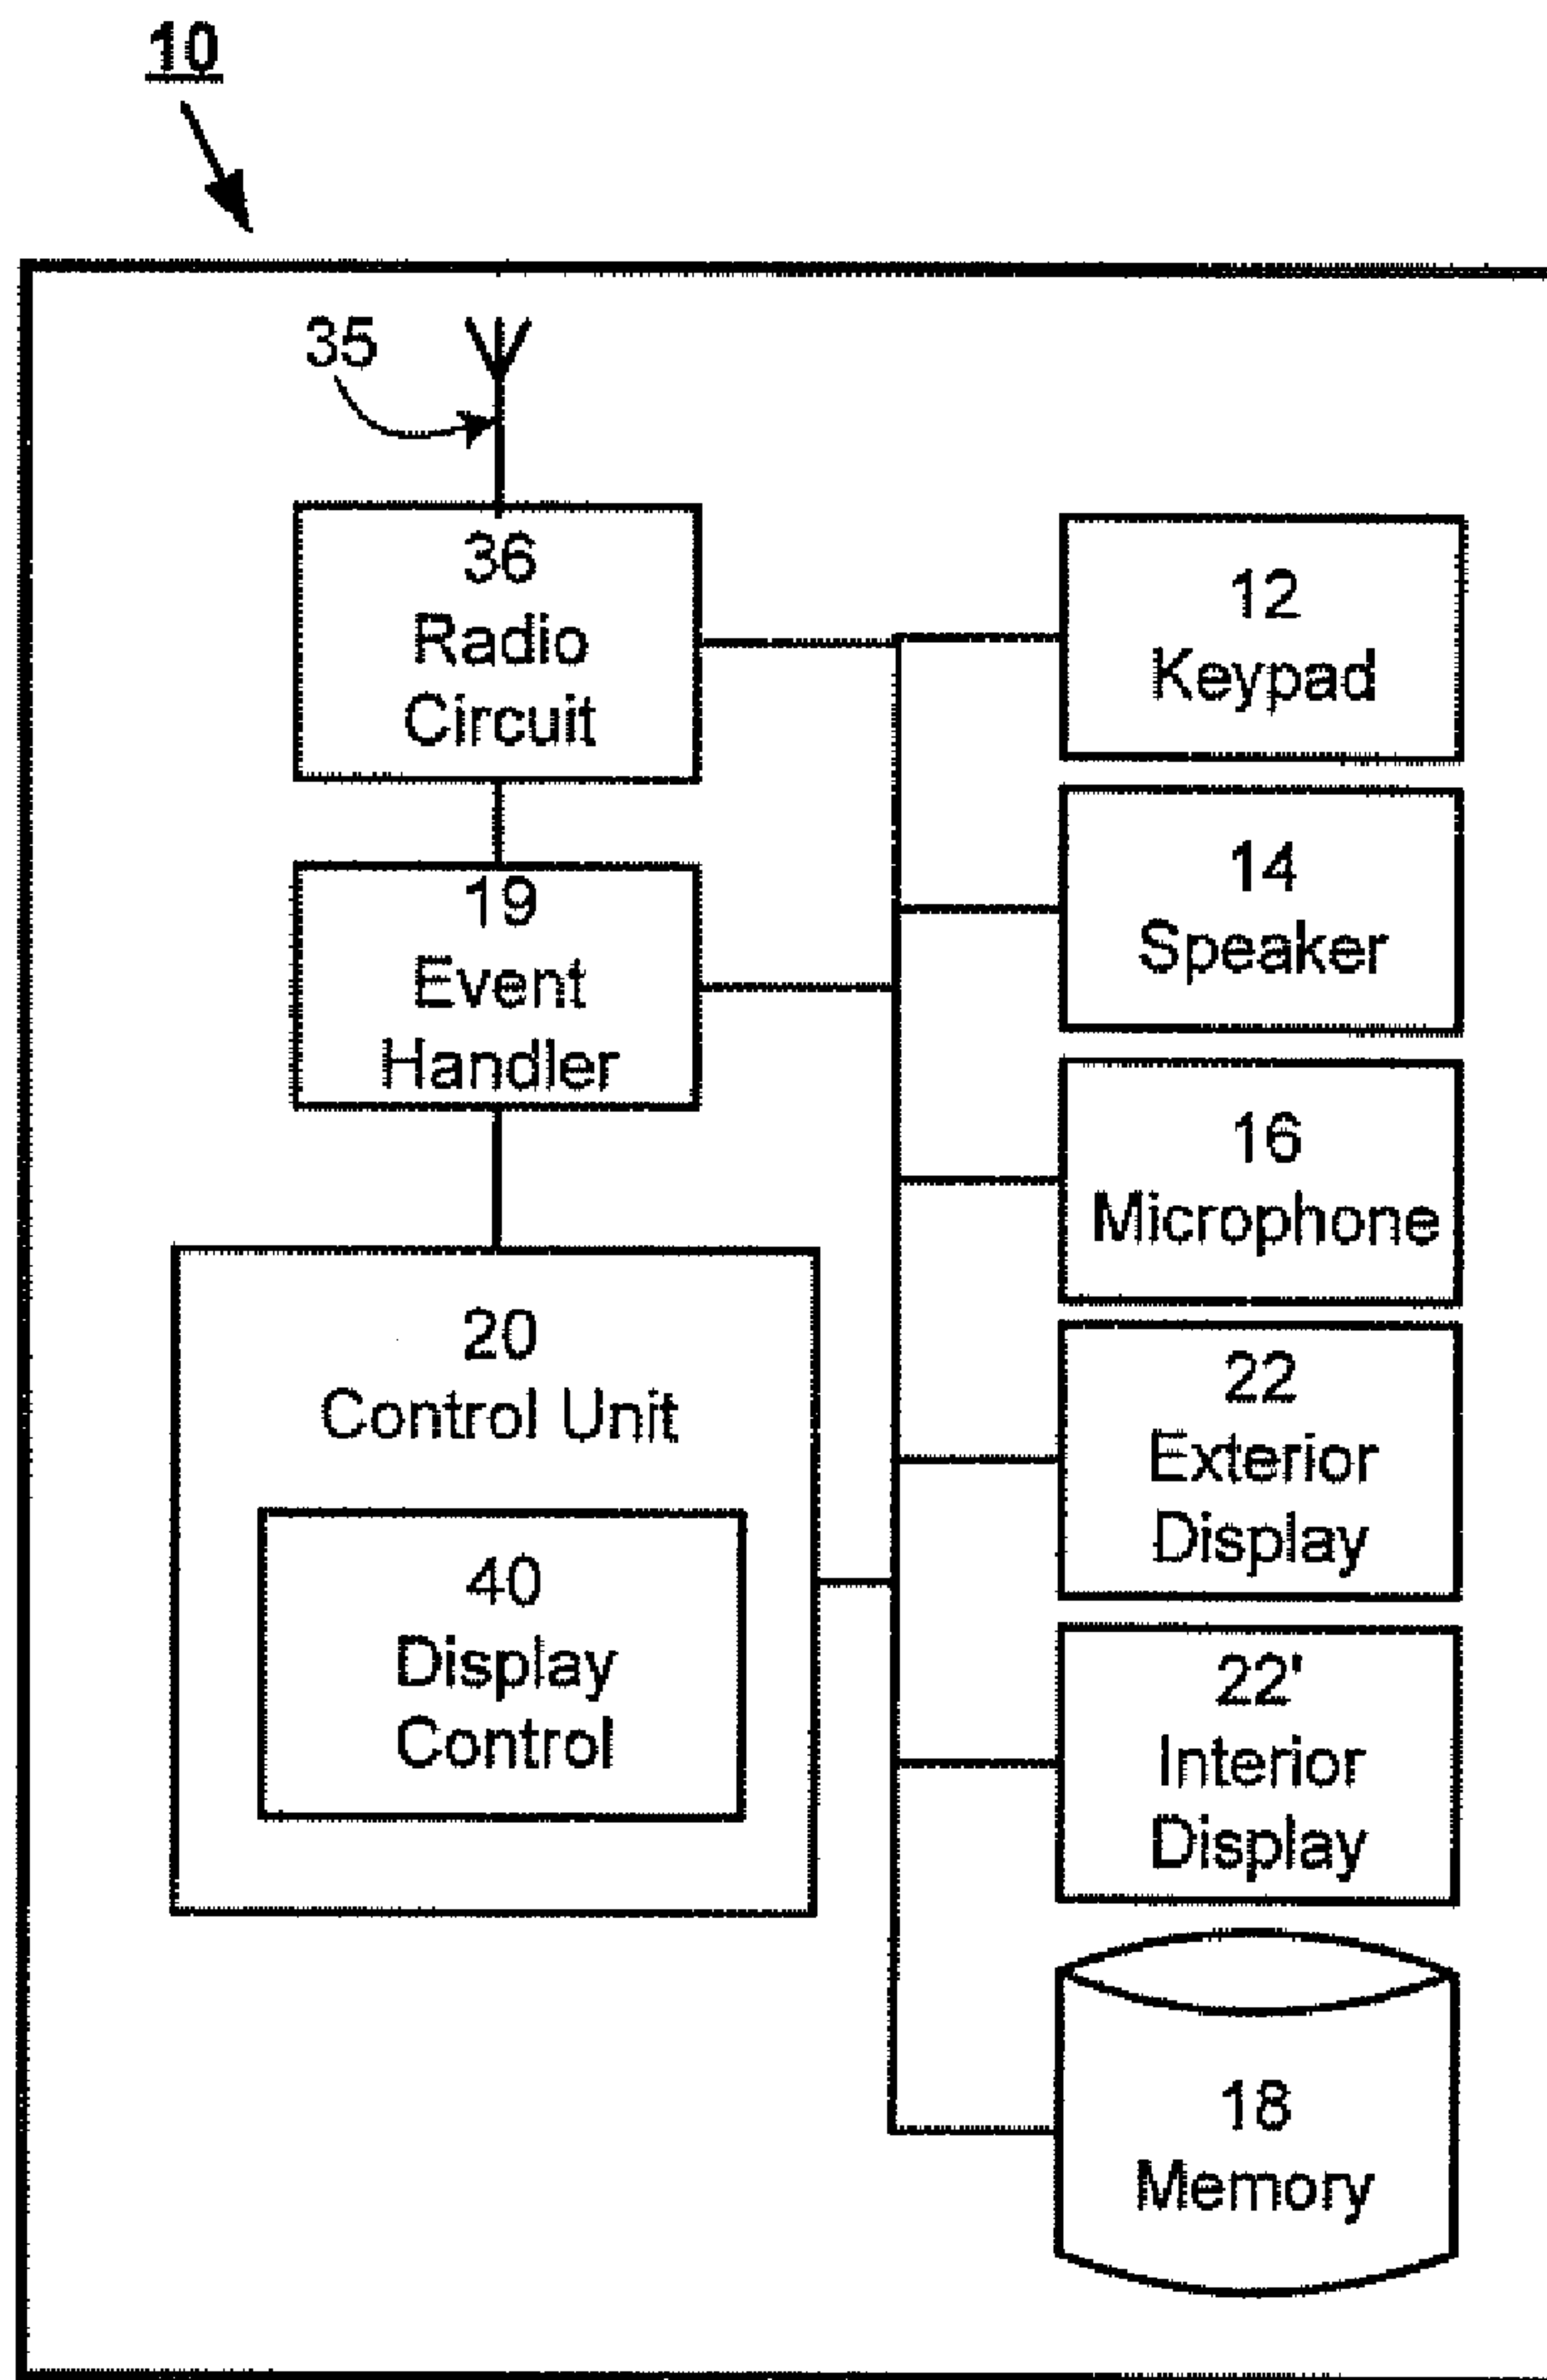 10
35
36
Radio
Circuit
19
Event
Handler
20
Control Unit
40
Display
Control
12
Keypad
14
Speaker
16
Microphone
22
Exterior
Display
22'
Interior
Display
18
Memory